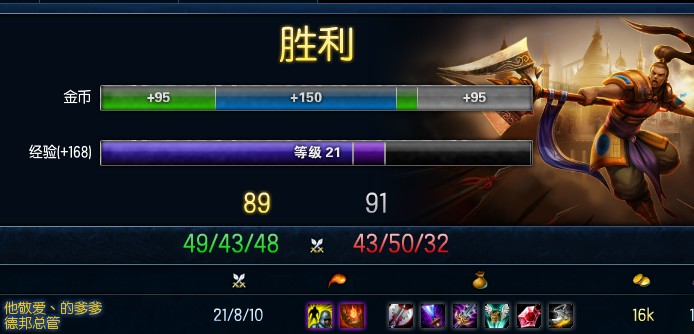 胜利
金币 +95 +150 +95
经验(+168) 等级 21
89 91
49/43/48 43/50/32
他敬爱丶的爹爹
德邦总管 21/8/10 16k